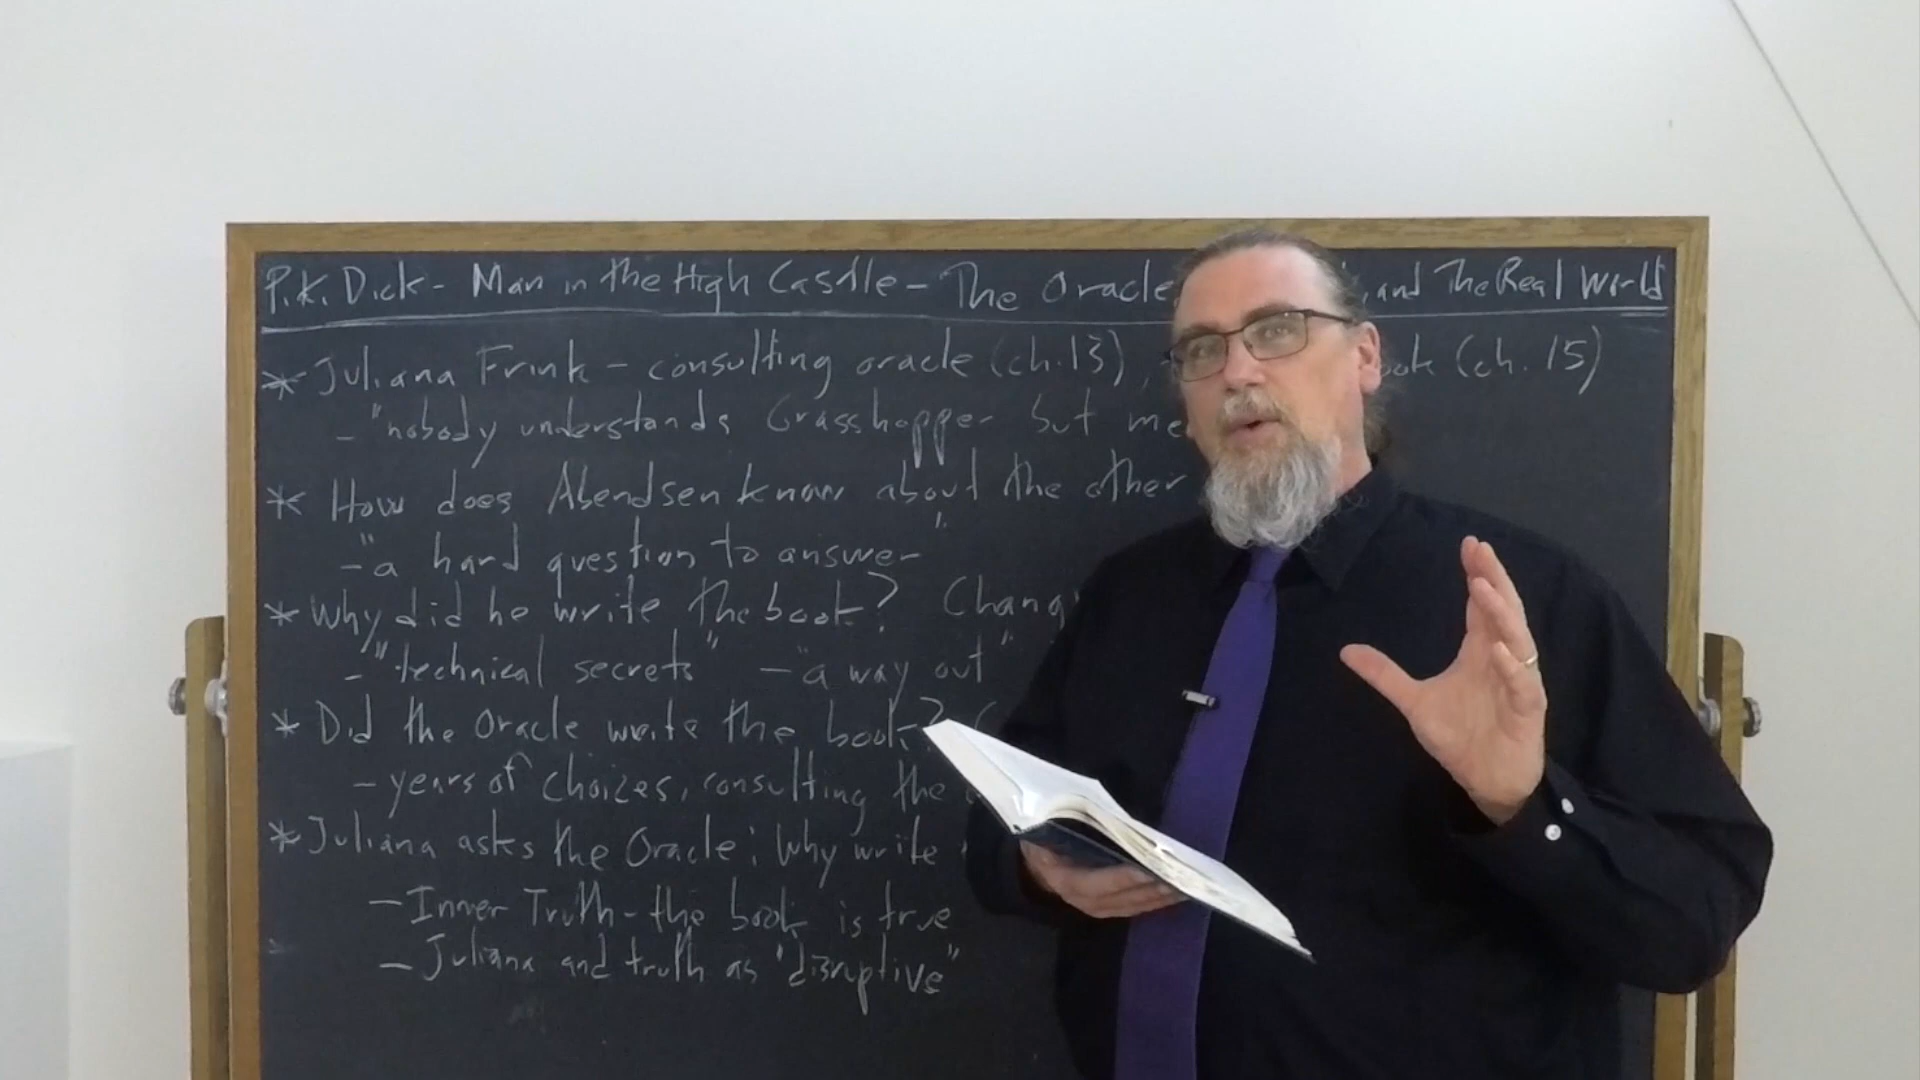 P.K. Dick - Man in the High Castle - The Oracle , and The Real World
* Juliana Frink - consulting oracle (ch. 13), book (ch. 15)
- "nobody understands Grasshopper but me
* How does Abendsen know about the other
- "a hard question to answer"
* Why did he write the book?
- "technical secrets" - "a way out"
* Did the Oracle write the book?
- years of choices, consulting the
* Juliana asks the Oracle: Why write
- Inner Truth - the book is true
- Juliana and truth as "disruptive"